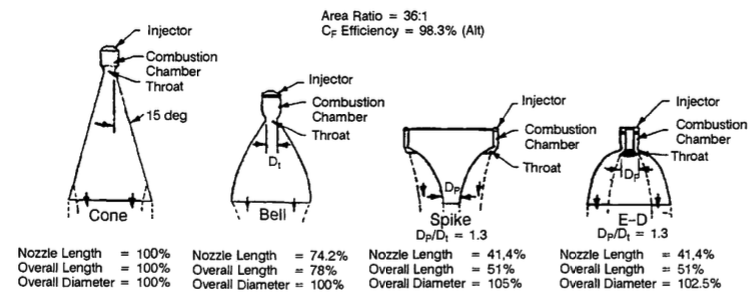 Area Ratio = 36:1
C_F Efficiency = 98.3% (Alt)
Injector
Combustion
Chamber
Throat
15 deg
Cone
Nozzle Length = 100%
Overall Length = 100%
Overall Diameter = 100%
Injector
Combustion
Chamber
Throat
D_t
Bell
Nozzle Length = 74.2%
Overall Length = 78%
Overall Diameter = 100%
Injector
Combustion
Chamber
Throat
D_P
Spike
D_P/D_t = 1.3
Nozzle Length = 41,4%
Overall Length = 51%
Overall Diameter = 105%
Injector
Combustion
Chamber
Throat
D_P
E-D
D_P/D_t = 1.3
Nozzle Length = 41,4%
Overall Length = 51%
Overall Diameter = 102.5%